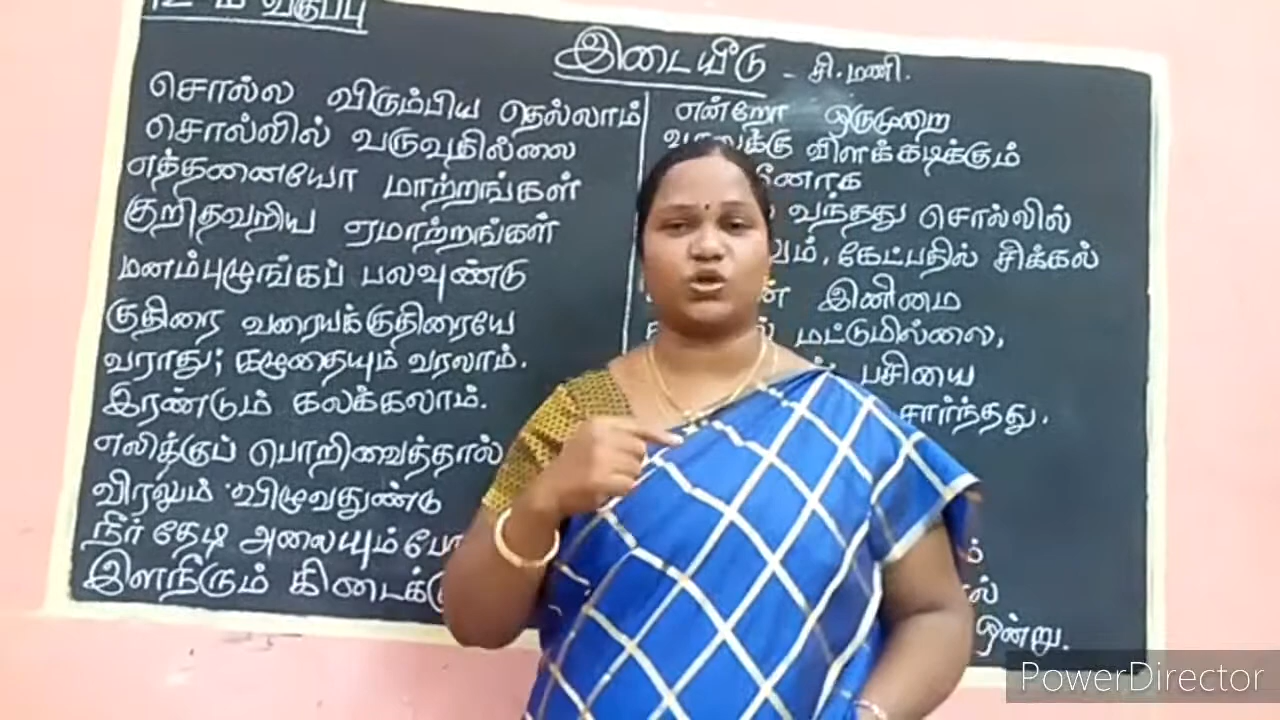 12 ம் வகுப்பு
இடையீடு - சி.மணி.
சொல்ல விரும்பிய தெல்லாம்
சொல்லில் வருவதில்லை
எத்தனையோ மாற்றங்கள்
குறிதவறிய ஏமாற்றங்கள்
மனம்புழுங்கப் பலவுண்டு
குதிரை வரையக்குதிரையே
வராது; கழுதையும் வரலாம்.
இரண்டும் கலக்கலாம்.
எலிக்குப் பொறிவைத்தால்
விரலும் விழுவதுண்டு
நீர் தேடி அலையும்போ
இளநீரும் கிடைக்கு
என்றோ ஒருமுறை
விளக்கடிக்கும்
வந்தது சொல்லில்
கேட்பதில் சிக்கல்
இனிமை
மட்டுமில்லை,
பசியை
சார்ந்தது.
ஒன்று.
PowerDirector